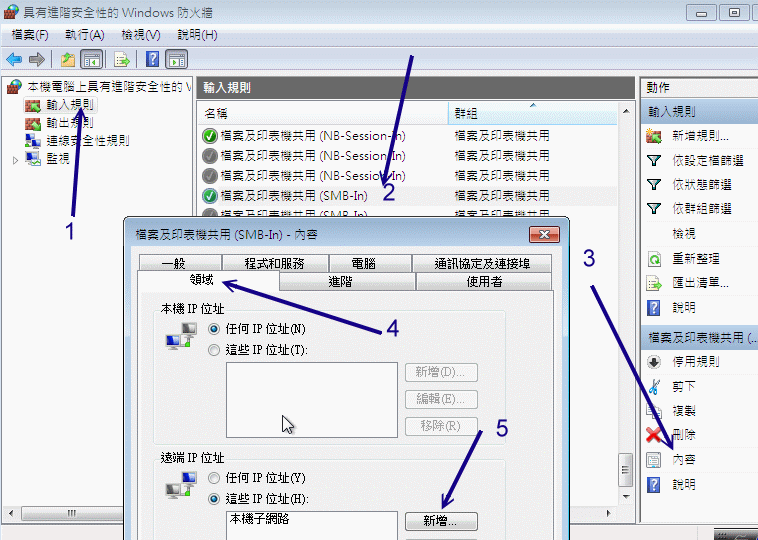 具有進階安全性的 Windows 防火牆
檔案(F) 執行(A) 檢視(V) 說明(H)
本機電腦上具有進階安全性的 V
輸入規則
輸出規則
連線安全性規則
監視
1
輸入規則
名稱 群組
檔案及印表機共用 (NB-Session-In) 檔案及印表機共用
檔案及印表機共用 (NB-Session-In) 檔案及印表機共用
檔案及印表機共用 (NB-Session-In) 檔案及印表機共用
檔案及印表機共用 (SMB-In) 檔案及印表機共用
檔案及印表機共用 (SMB-In) 檔案及印表機共用
2
檔案及印表機共用 (SMB-In) - 內容
一般 程式和服務 電腦 通訊協定及連接埠
領域 進階 使用者
本機 IP 位址
任何 IP 位址(N)
這些 IP 位址(T):
4
新增(D)...
編輯(E)...
移除(R)
5
遠端 IP 位址
任何 IP 位址(Y)
這些 IP 位址(H):
本機子網路
新增...
動作
輸入規則
新增規則...
依設定檔篩選
依狀態篩選
依群組篩選
檢視
重新整理
匯出清單...
說明
3
檔案及印表機共用 (...
停用規則
剪下
複製
刪除
內容
說明